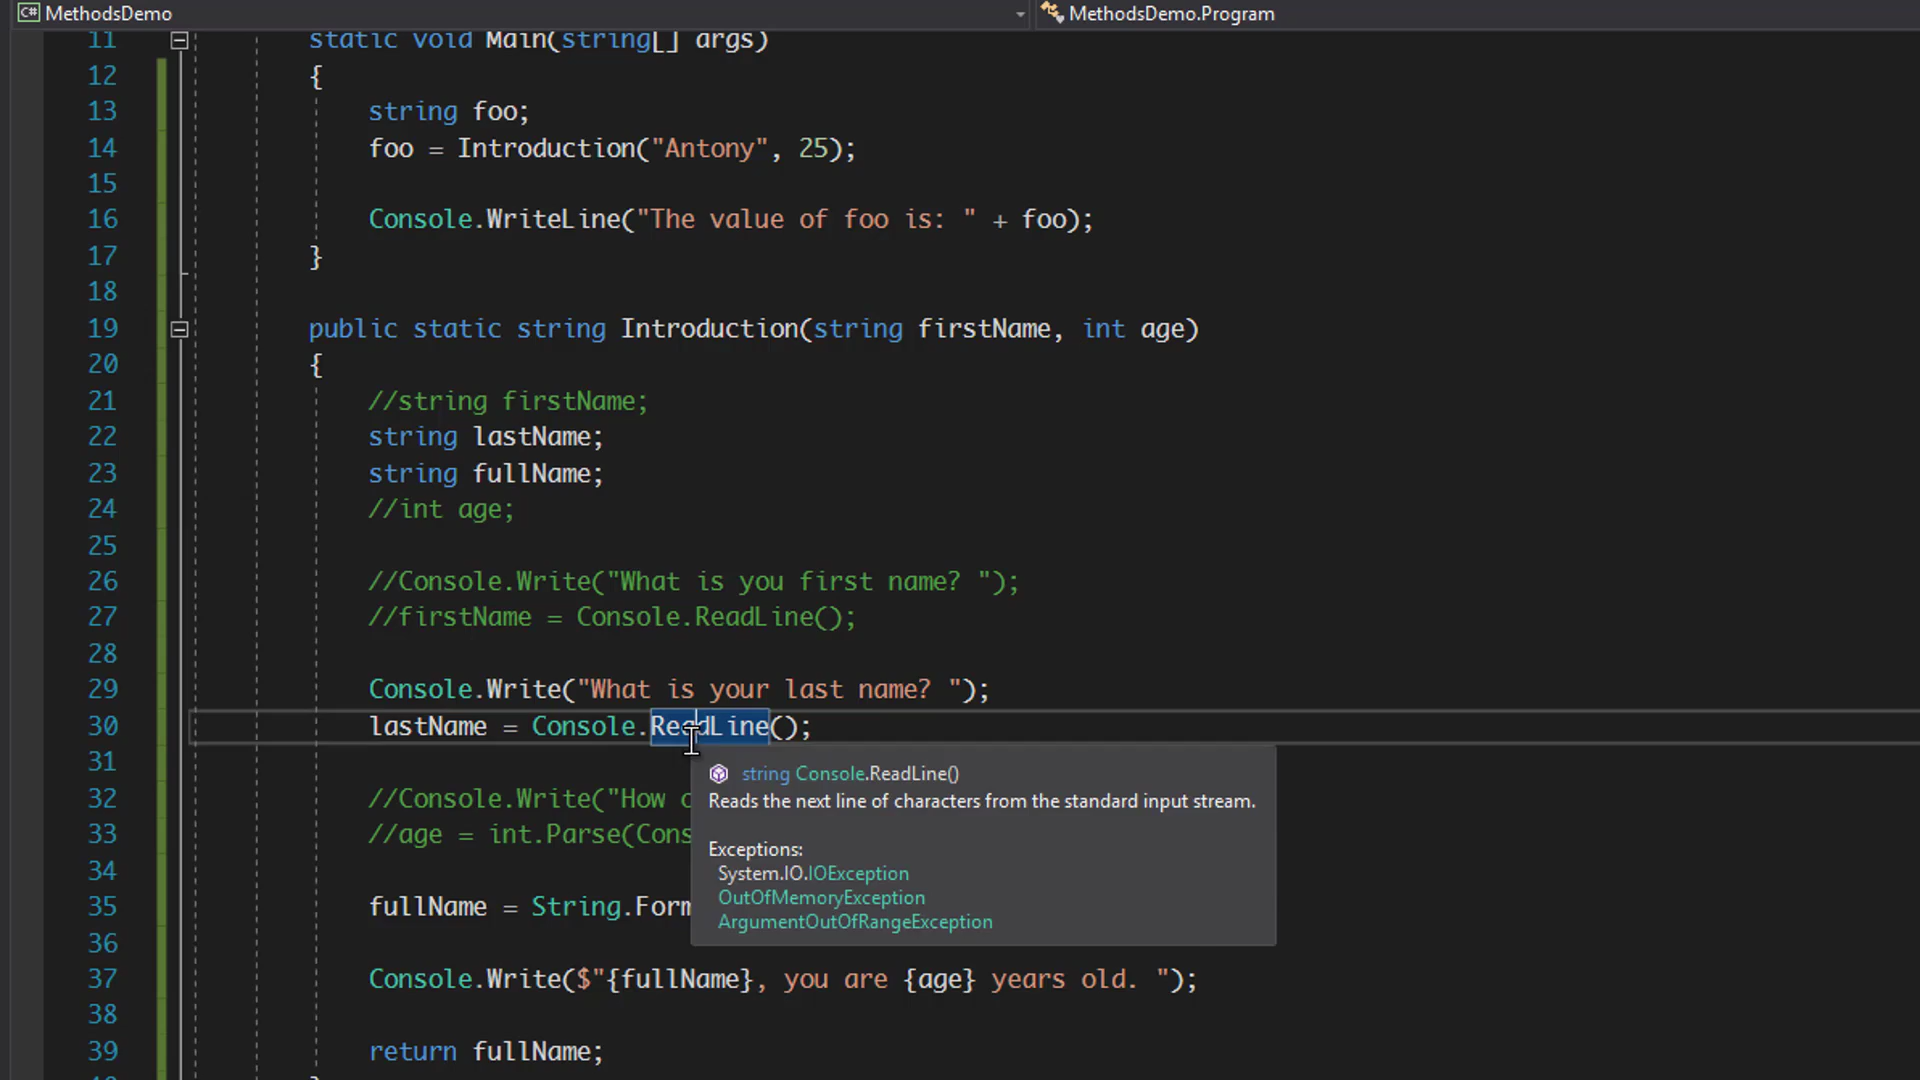 C# MethodsDemo
MethodsDemo.Program
11 static void Main(string[] args)
12 {
13 string foo;
14 foo = Introduction("Antony", 25);
15
16 Console.WriteLine("The value of foo is: " + foo);
17 }
18
19 public static string Introduction(string firstName, int age)
20 {
21 //string firstName;
22 string lastName;
23 string fullName;
24 //int age;
25
26 //Console.Write("What is you first name? ");
27 //firstName = Console.ReadLine();
28
29 Console.Write("What is your last name? ");
30 lastName = Console.ReadLine();
31
string Console.ReadLine()
Reads the next line of characters from the standard input stream.
Exceptions:
System.IO.IOException
OutOfMemoryException
ArgumentOutOfRangeException
32 //Console.Write("How
33 //age = int.Parse(Cons
34
35 fullName = String.Form
36
37 Console.Write($"{fullName}, you are {age} years old. ");
38
39 return fullName;